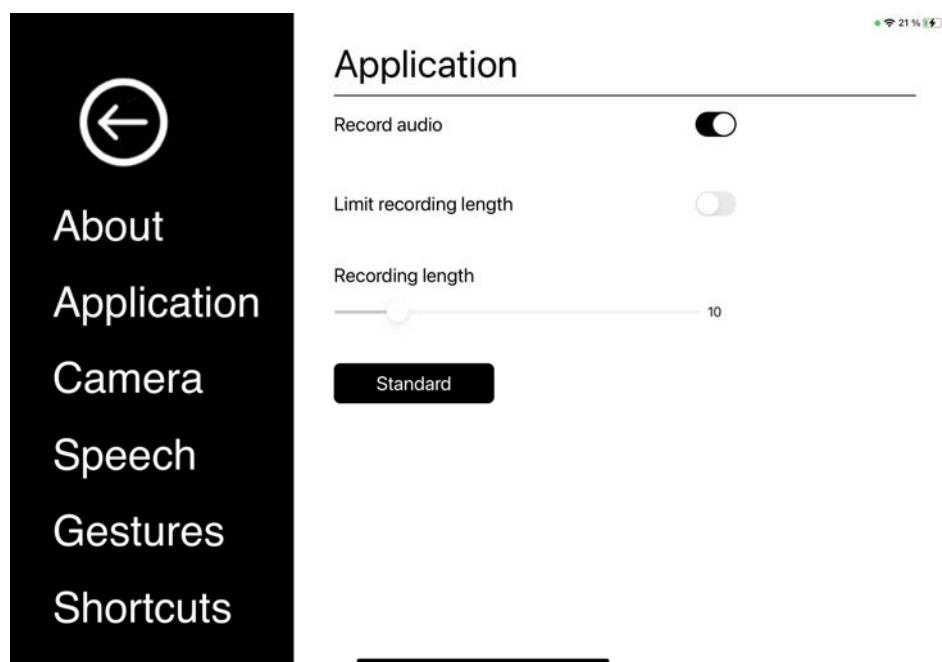 21 %
About
Application
Camera
Speech
Gestures
Shortcuts
Application
Record audio
Limit recording length
Recording length
10
Standard